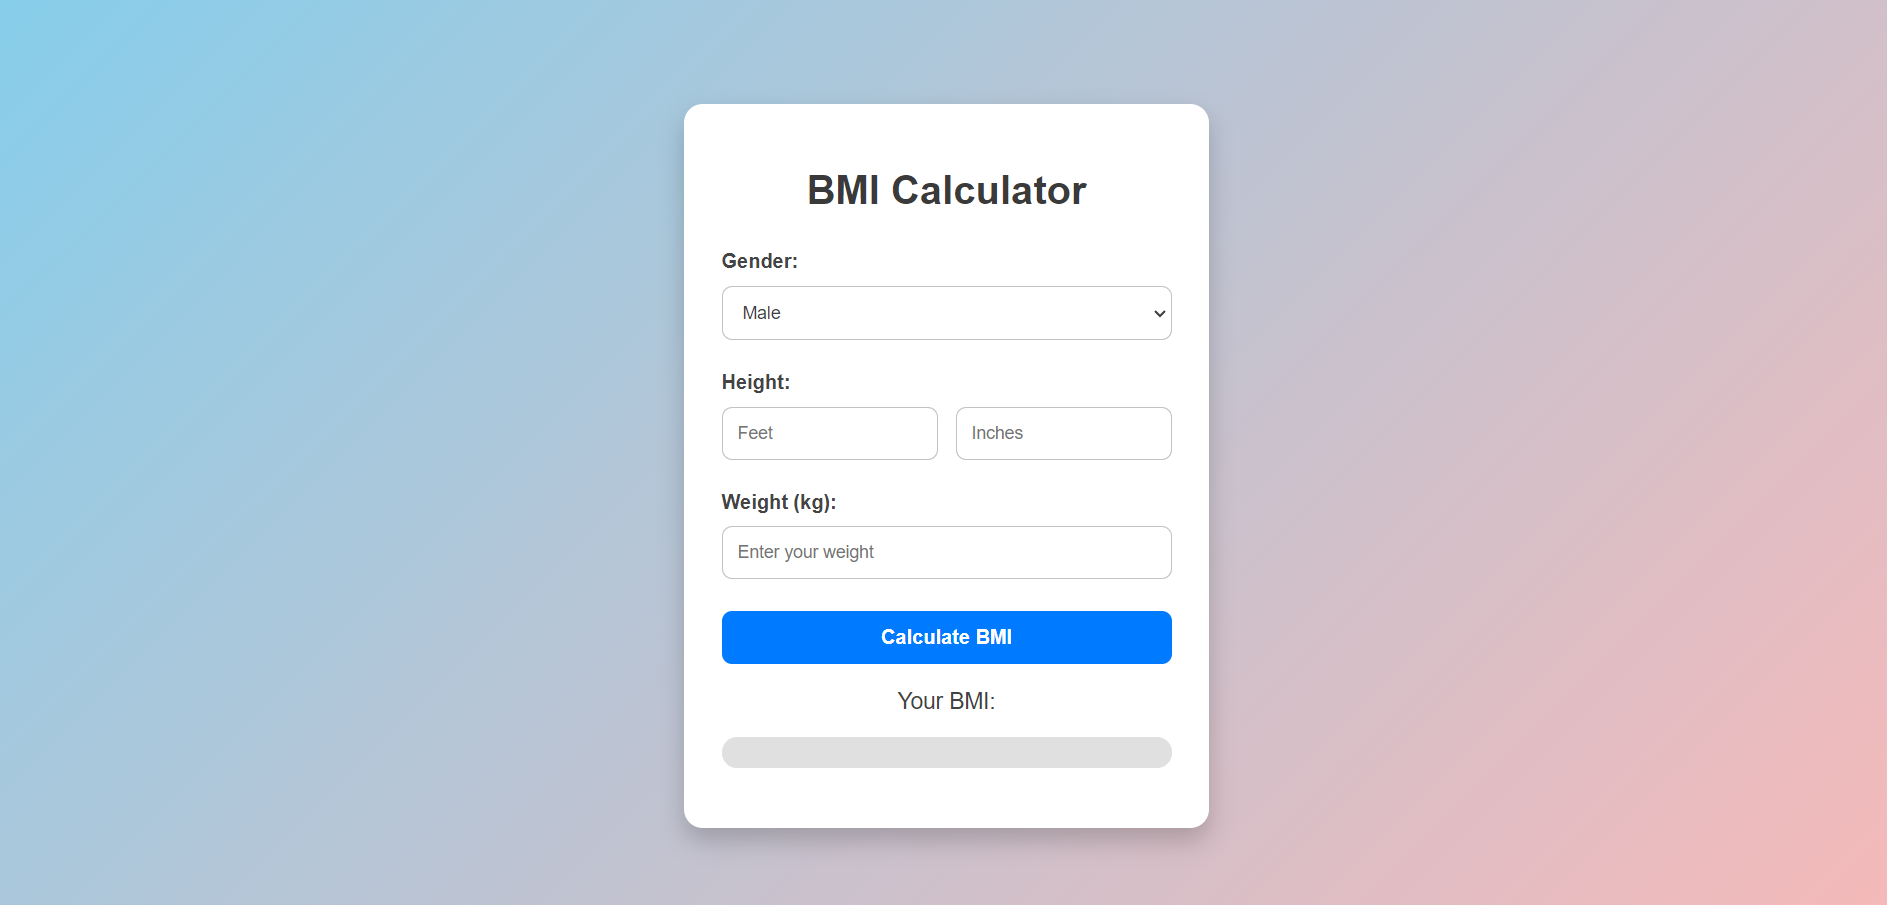 BMI Calculator
Gender:
Male
Height:
Feet Inches
Weight (kg):
Enter your weight
Calculate BMI
Your BMI: